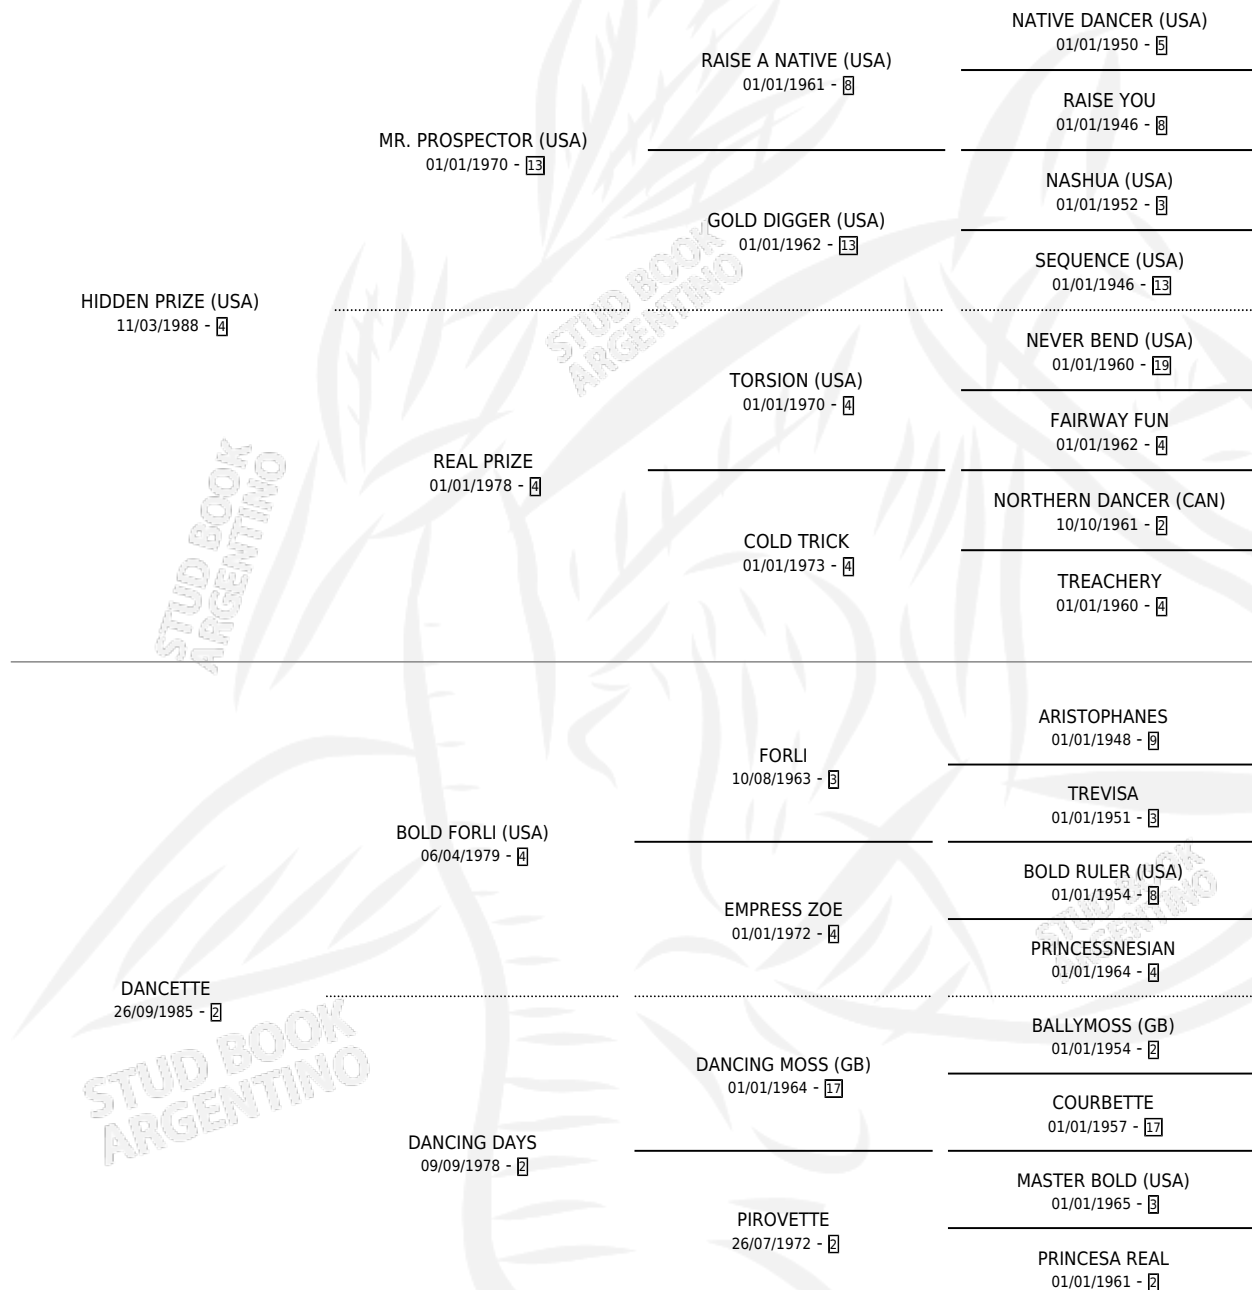 NATIVE DANCER (USA)
01/01/1950 - 5
RAISE A NATIVE (USA)
01/01/1961 - 8
RAISE YOU
01/01/1946 - 8
MR. PROSPECTOR (USA)
01/01/1970 - 13
NASHUA (USA)
01/01/1952 - 3
GOLD DIGGER (USA)
01/01/1962 - 13
SEQUENCE (USA)
01/01/1946 - 13
HIDDEN PRIZE (USA)
11/03/1988 - 4
STUD BOOK
ARGENTINO
NEVER BEND (USA)
01/01/1960 - 19
TORSION (USA)
01/01/1970 - 4
FAIRWAY FUN
01/01/1962 - 4
REAL PRIZE
01/01/1978 - 4
NORTHERN DANCER (CAN)
10/10/1961 - 2
COLD TRICK
01/01/1973 - 4
TREACHERY
01/01/1960 - 4
STUD BOOK
ARGENTINO
ARISTOPHANES
01/01/1948 - 9
FORLI
10/08/1963 - 3
TREVISA
01/01/1951 - 3
BOLD FORLI (USA)
06/04/1979 - 4
BOLD RULER (USA)
01/01/1954 - 8
EMPRESS ZOE
01/01/1972 - 4
PRINCESSNESIAN
01/01/1964 - 4
STUD BOOK
ARGENTINO
DANCETTE
26/09/1985 - 2
BALLYMOSS (GB)
01/01/1954 - 2
DANCING MOSS (GB)
01/01/1964 - 17
COURBETTE
01/01/1957 - 17
STUD BOOK
ARGENTINO
DANCING DAYS
09/09/1978 - 2
MASTER BOLD (USA)
01/01/1965 - 3
PIROVETTE
26/07/1972 - 2
PRINCESA REAL
01/01/1961 - 2